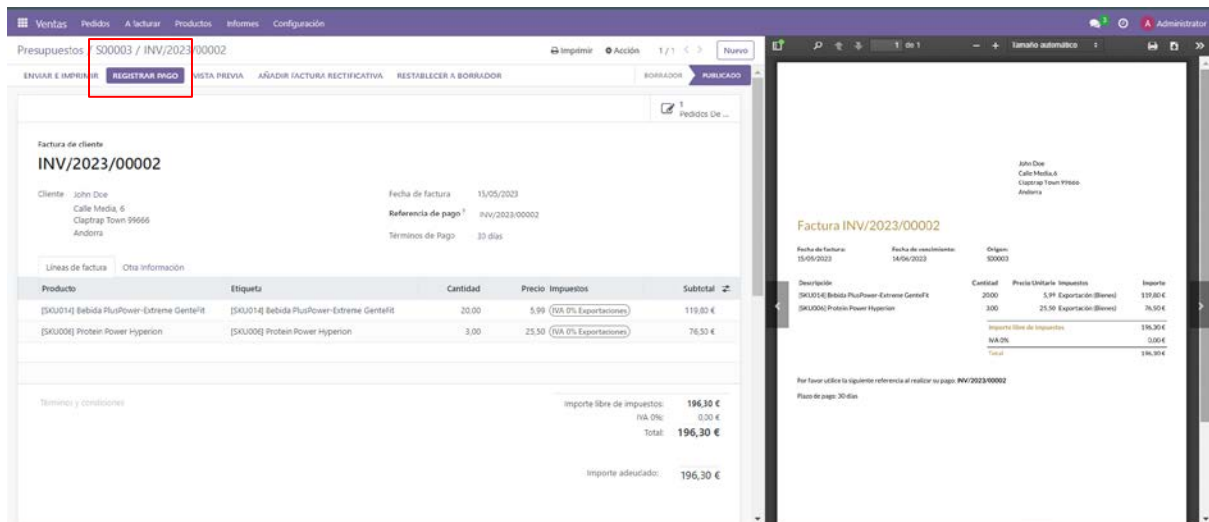 Ventas Pedidos A facturar Productos Informes Configuración 3 A Administrator
Presupuestos / S00003 / INV/2023/00002 Imprimir Acción 1/1 Nuevo
ENVIAR E IMPRIMIR REGISTRAR PAGO VISTA PREVIA AÑADIR FACTURA RECTIFICATIVA RESTABLECER A BORRADOR BORRADOR PUBLICADO
1
Pedidos De ...
Factura de cliente
INV/2023/00002
Cliente John Doe
Calle Media, 6
Claptrap Town 99666
Andorra
Fecha de factura 15/05/2023
Referencia de pago ? INV/2023/00002
Términos de Pago 30 días
Líneas de factura Otra Información
Producto Etiqueta Cantidad Precio Impuestos Subtotal
[SKU014] Bebida PlusPower-Extreme GenteFit [SKU014] Bebida PlusPower-Extreme GenteFit 20,00 5,99 (IVA 0% Exportaciones) 119,80 €
[SKU006] Protein Power Hyperion [SKU006] Protein Power Hyperion 3,00 25,50 (IVA 0% Exportaciones) 76,50 €
Términos y condiciones
Importe libre de impuestos: 196,30 €
IVA 0%: 0,00 €
Total: 196,30 €
Importe adeudado: 196,30 €
1 de 1 − + Tamaño automático
John Doe
Calle Media, 6
Claptrap Town 99666
Andorra
Factura INV/2023/00002
Fecha de factura: Fecha de vencimiento: Origen:
15/05/2023 14/06/2023 S00003
Descripción Cantidad Precio Unitario Impuestos Importe
[SKU014] Bebida PlusPower-Extreme GenteFit 20,00 5,99 Exportación (Bienes) 119,80 €
[SKU006] Protein Power Hyperion 3,00 25,50 Exportación (Bienes) 76,50 €
Importe libre de impuestos 196,30 €
IVA 0% 0,00 €
Total 196,30 €
Por favor utilice la siguiente referencia al realizar su pago: INV/2023/00002
Plazo de pago: 30 días